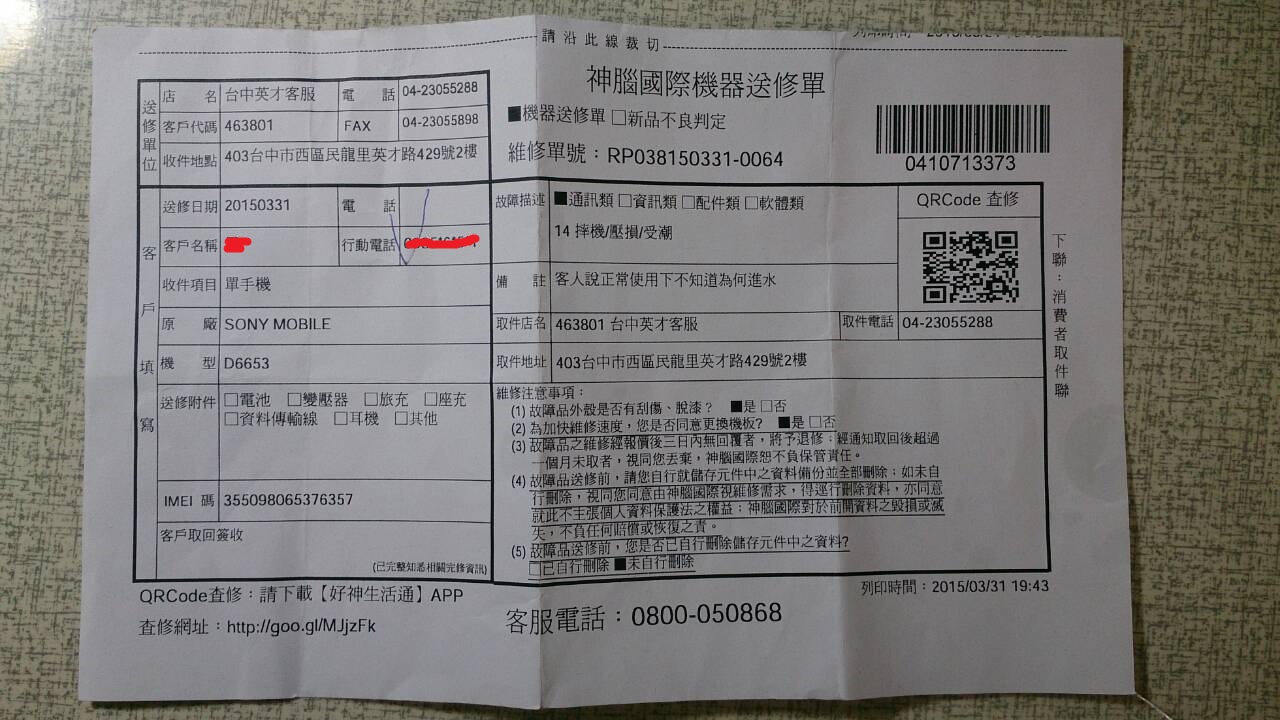 請沿此線裁切
神腦國際機器送修單
■機器送修單 □新品不良判定
維修單號：RP038150331-0064
0410713373
送修單位
店名 台中英才客服 電話 04-23055288
客戶代碼 463801 FAX 04-23055898
收件地點 403台中市西區民龍里英才路429號2樓
客戶填寫
送修日期 20150331 電話
客戶名稱 行動電話
收件項目 單手機
原廠 SONY MOBILE
機型 D6653
送修附件 □電池 □變壓器 □旅充 □座充
□資料傳輸線 □耳機 □其他
IMEI 碼 355098065376357
客戶取回簽收
(已完整知悉相關完修資訊)
故障描述 ■通訊類 □資訊類 □配件類 □軟體類
14 摔機/壓損/受潮
備註 客人說正常使用下不知道為何進水
QRCode 查修
取件店名 463801 台中英才客服 取件電話 04-23055288
取件地址 403台中市西區民龍里英才路429號2樓
維修注意事項：
(1) 故障品外殼是否有刮傷、脫漆？ ■是 □否
(2) 為加快維修速度，您是否同意更換機板? ■是 □否
(3) 故障品之維修經報價後三日內無回覆者，將予退修；經通知取回後超過
一個月未取者，視同您丟棄，神腦國際恕不負保管責任。
(4) 故障品送修前，請您自行就儲存元件中之資料備份並全部刪除；如未自
行刪除，視同您同意由神腦國際視維修需求，得逕行刪除資料，亦同意
就此不主張個人資料保護法之權益；神腦國際對於前開資料之毀損或滅
失，不負任何賠償或恢復之責。
(5) 故障品送修前，您是否已自行刪除儲存元件中之資料?
□已自行刪除 ■未自行刪除
下聯：消費者取件聯
QRCode查修：請下載【好神生活通】APP
查修網址：http://goo.gl/MJjzFk
客服電話：0800-050868
列印時間：2015/03/31 19:43